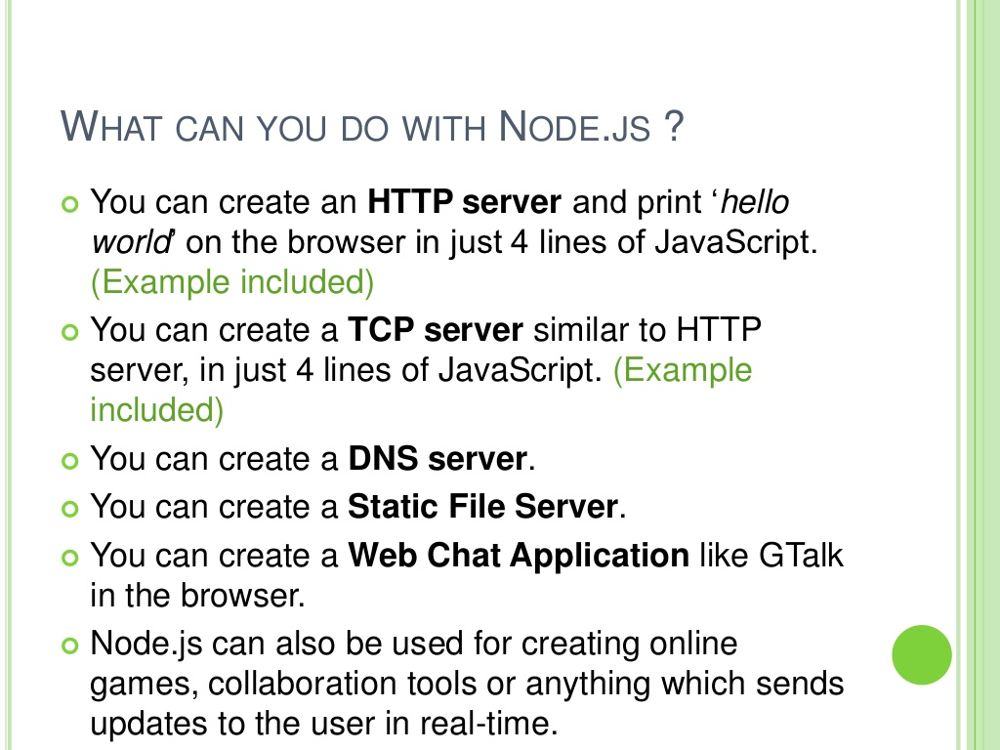 What can you do with Node.js ?
You can create an HTTP server and print ‘hello
world’ on the browser in just 4 lines of JavaScript.
(Example included)
You can create a TCP server similar to HTTP
server, in just 4 lines of JavaScript. (Example
included)
You can create a DNS server.
You can create a Static File Server.
You can create a Web Chat Application like GTalk
in the browser.
Node.js can also be used for creating online
games, collaboration tools or anything which sends
updates to the user in real-time.